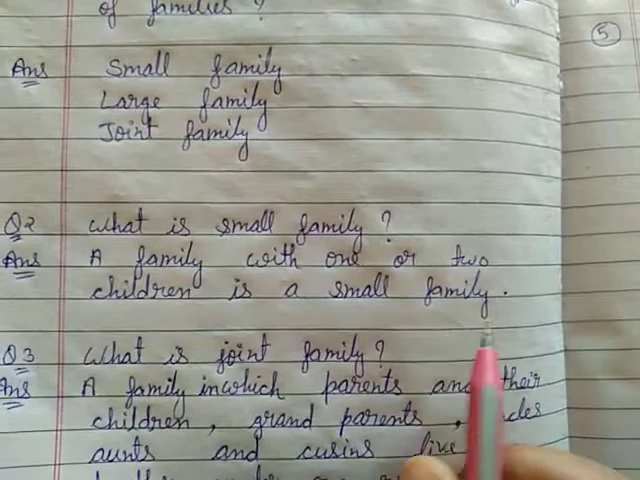 of families ?
5
Ans Small family
Large family
Joint family
Q2 What is small family ?
Ans A family with one or two
children is a small family .
Q3 What is joint family ?
Ans A family inwhich parents and their
children , grand parents ,
aunts and cusins live